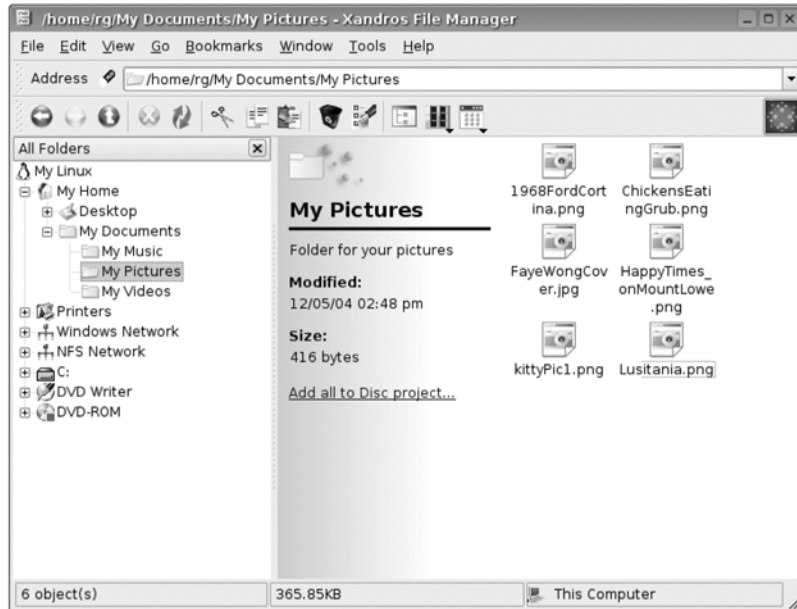 /home/rg/My Documents/My Pictures - Xandros File Manager
File Edit View Go Bookmarks Window Tools Help
Address /home/rg/My Documents/My Pictures
All Folders
My Linux
My Home
Desktop
My Documents
My Music
My Pictures
My Videos
Printers
Windows Network
NFS Network
C:
DVD Writer
DVD-ROM
My Pictures
Folder for your pictures
Modified:
12/05/04 02:48 pm
Size:
416 bytes
Add all to Disc project...
1968FordCort
ina.png
ChickensEati
ngGrub.png
FayeWongCov
er.jpg
HappyTimes_
onMountLowe
.png
kittyPic1.png
Lusitania.png
6 object(s)
365.85KB
This Computer